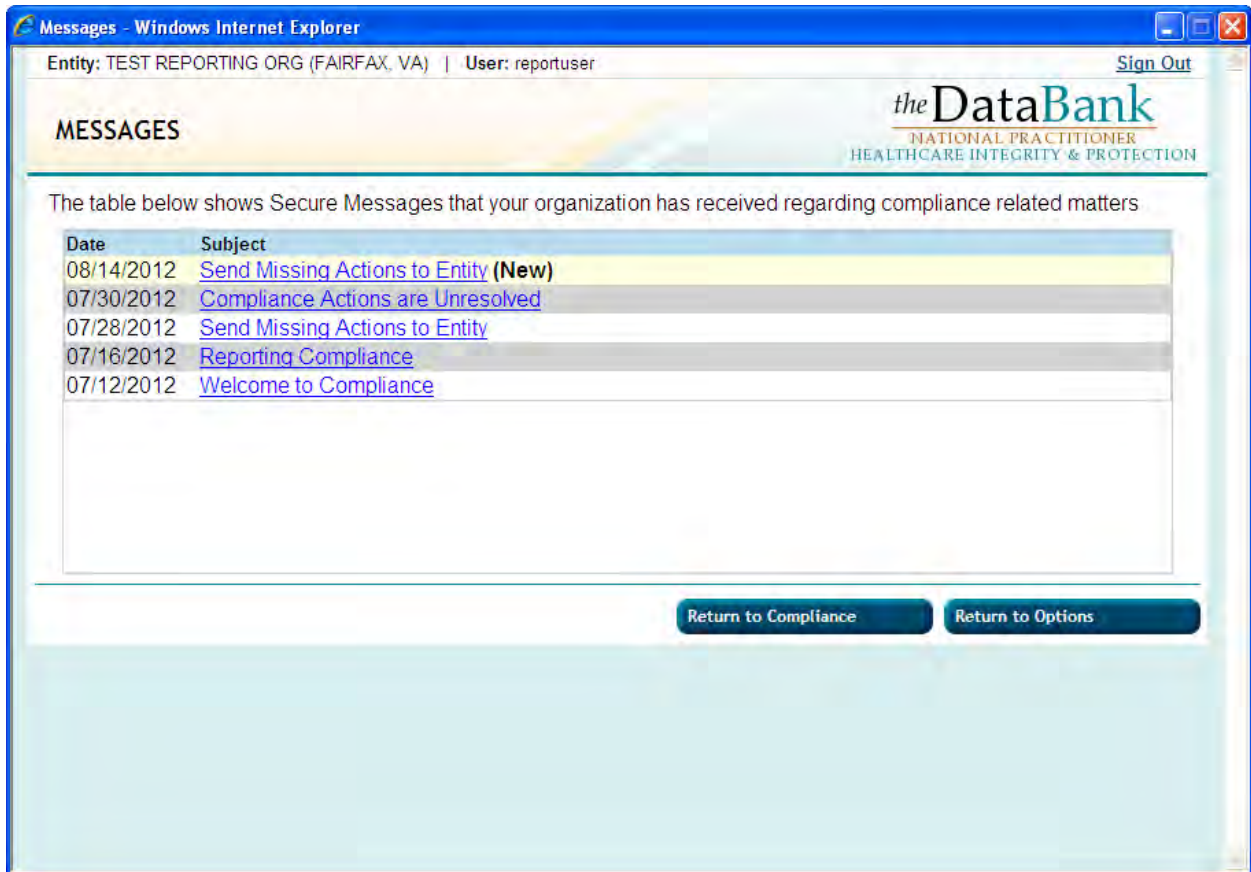 Messages - Windows Internet Explorer
Entity: TEST REPORTING ORG (FAIRFAX, VA) | User: reportuser Sign Out
MESSAGES
the DataBank
NATIONAL PRACTITIONER
HEALTHCARE INTEGRITY & PROTECTION
The table below shows Secure Messages that your organization has received regarding compliance related matters
Date Subject
08/14/2012 Send Missing Actions to Entity (New)
07/30/2012 Compliance Actions are Unresolved
07/28/2012 Send Missing Actions to Entity
07/16/2012 Reporting Compliance
07/12/2012 Welcome to Compliance
Return to Compliance Return to Options